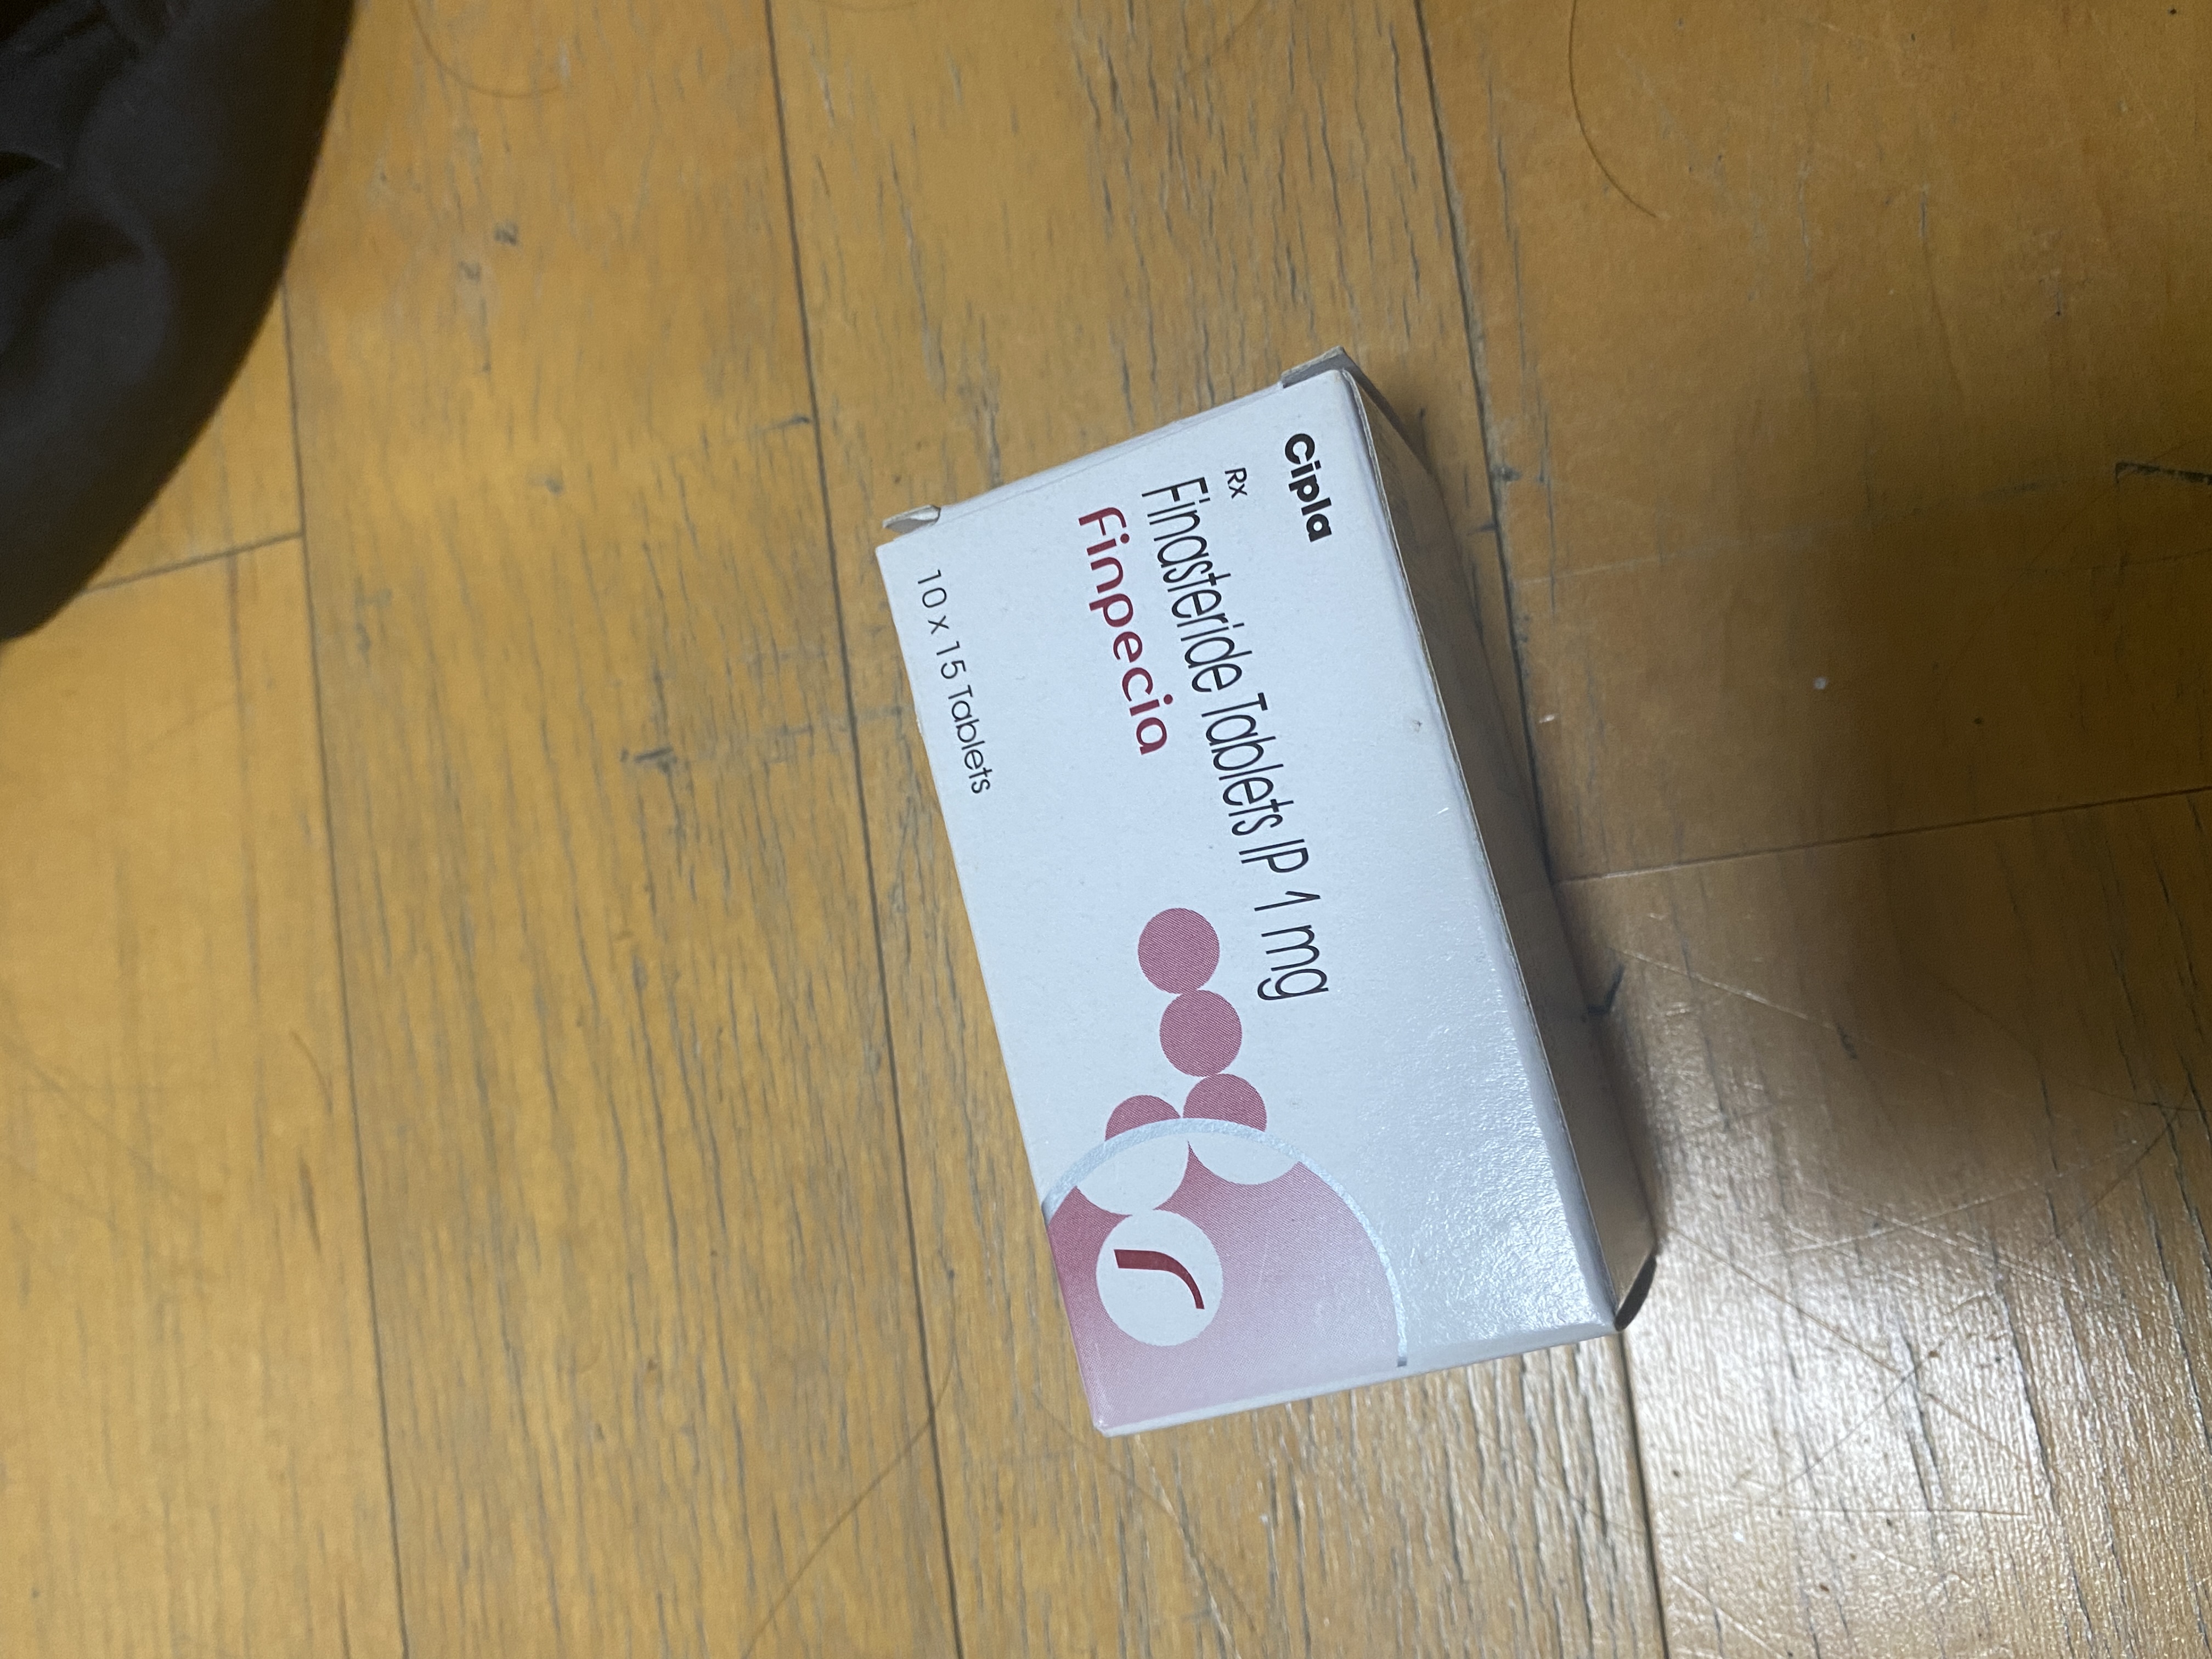 Cipla
Rx
Finasteride Tablets IP 1 mg
Finpecia
10 x 15 Tablets